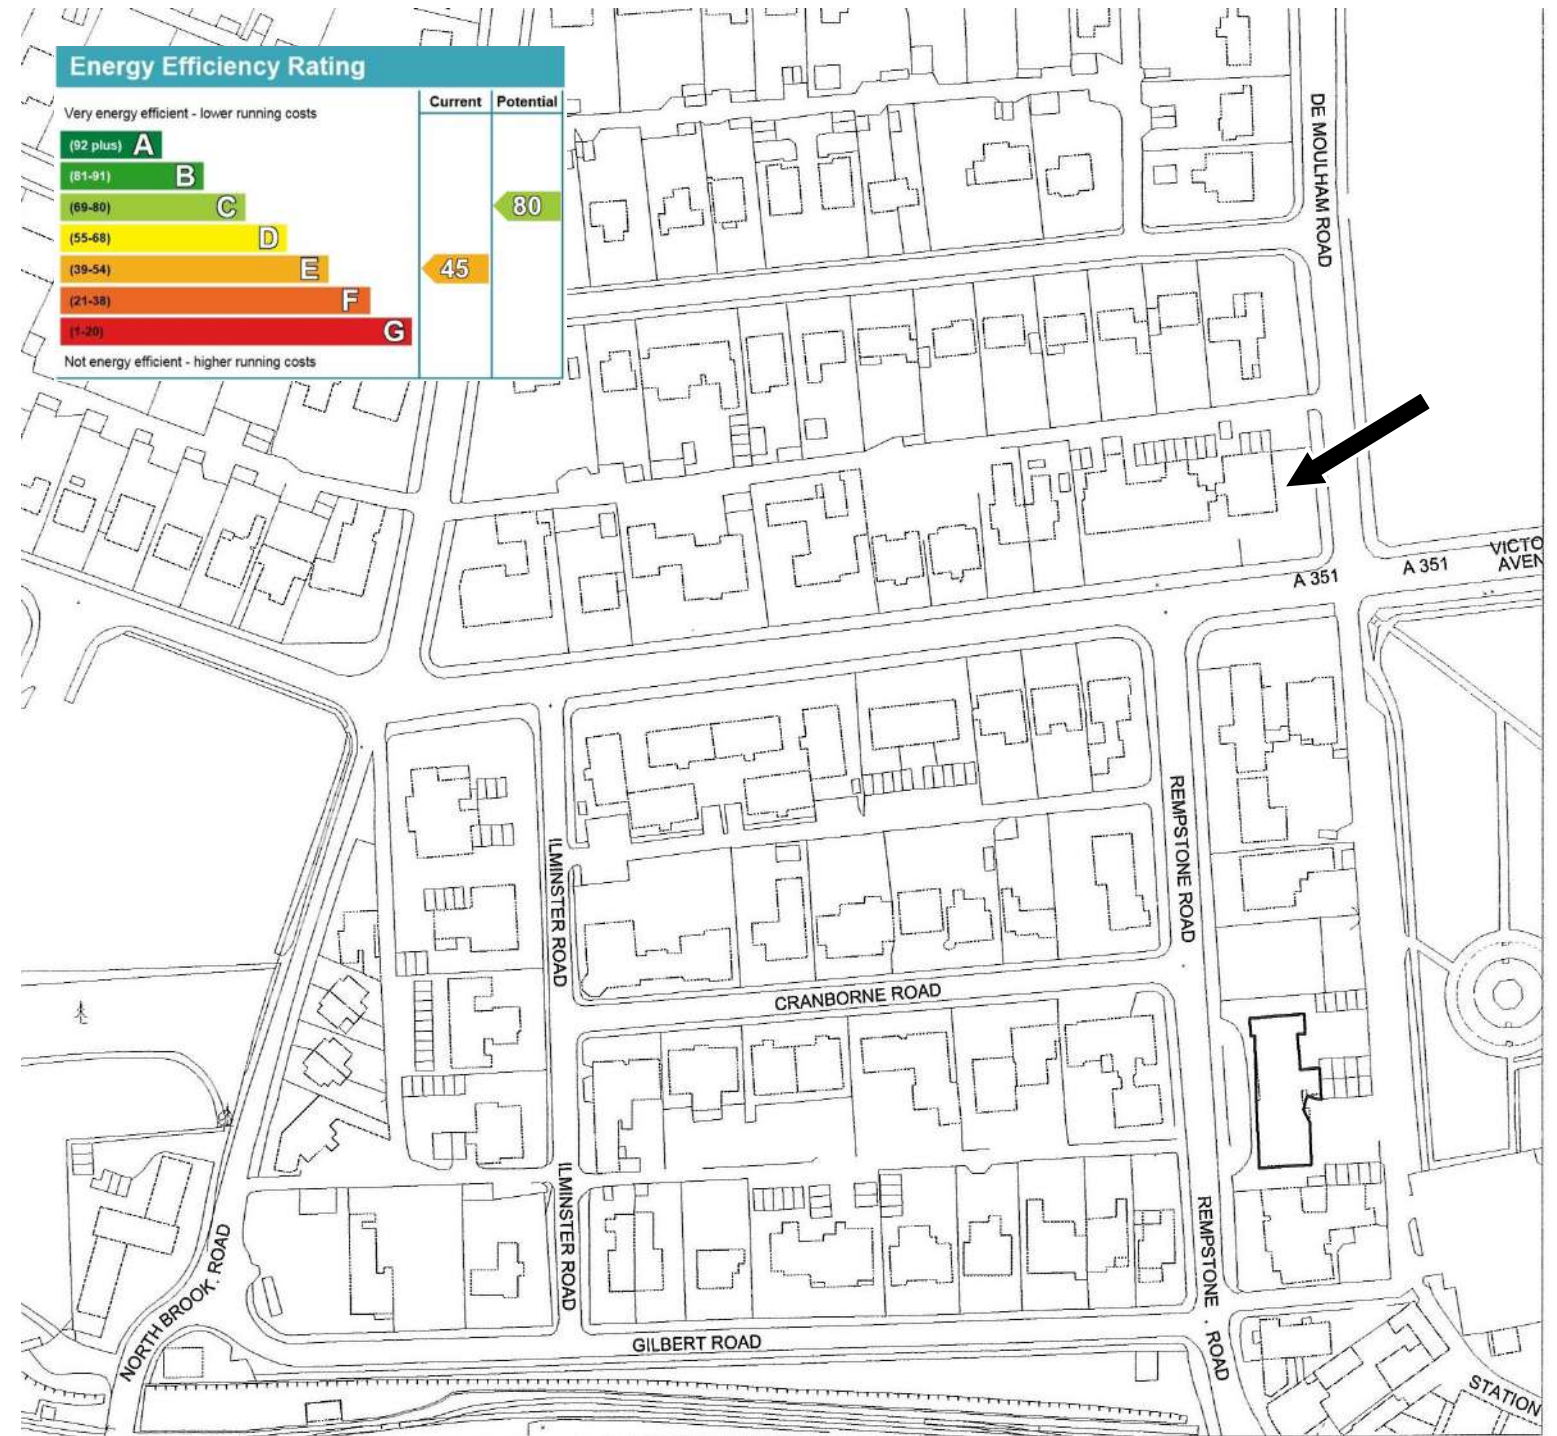 Energy Efficiency Rating
Current Potential
Very energy efficient - lower running costs
(92 plus) A
(81-91) B
(69-80) C
80
(55-68) D
(39-54) E
45
(21-38) F
(1-20) G
Not energy efficient - higher running costs
DE MOULHAM ROAD
VICTO
AVEN
A 351
A 351
REMPSTONE ROAD
ILMINSTER ROAD
CRANBORNE ROAD
ILMINSTER ROAD
REMPSTONE ROAD
NORTH BROOK ROAD
GILBERT ROAD
STATION